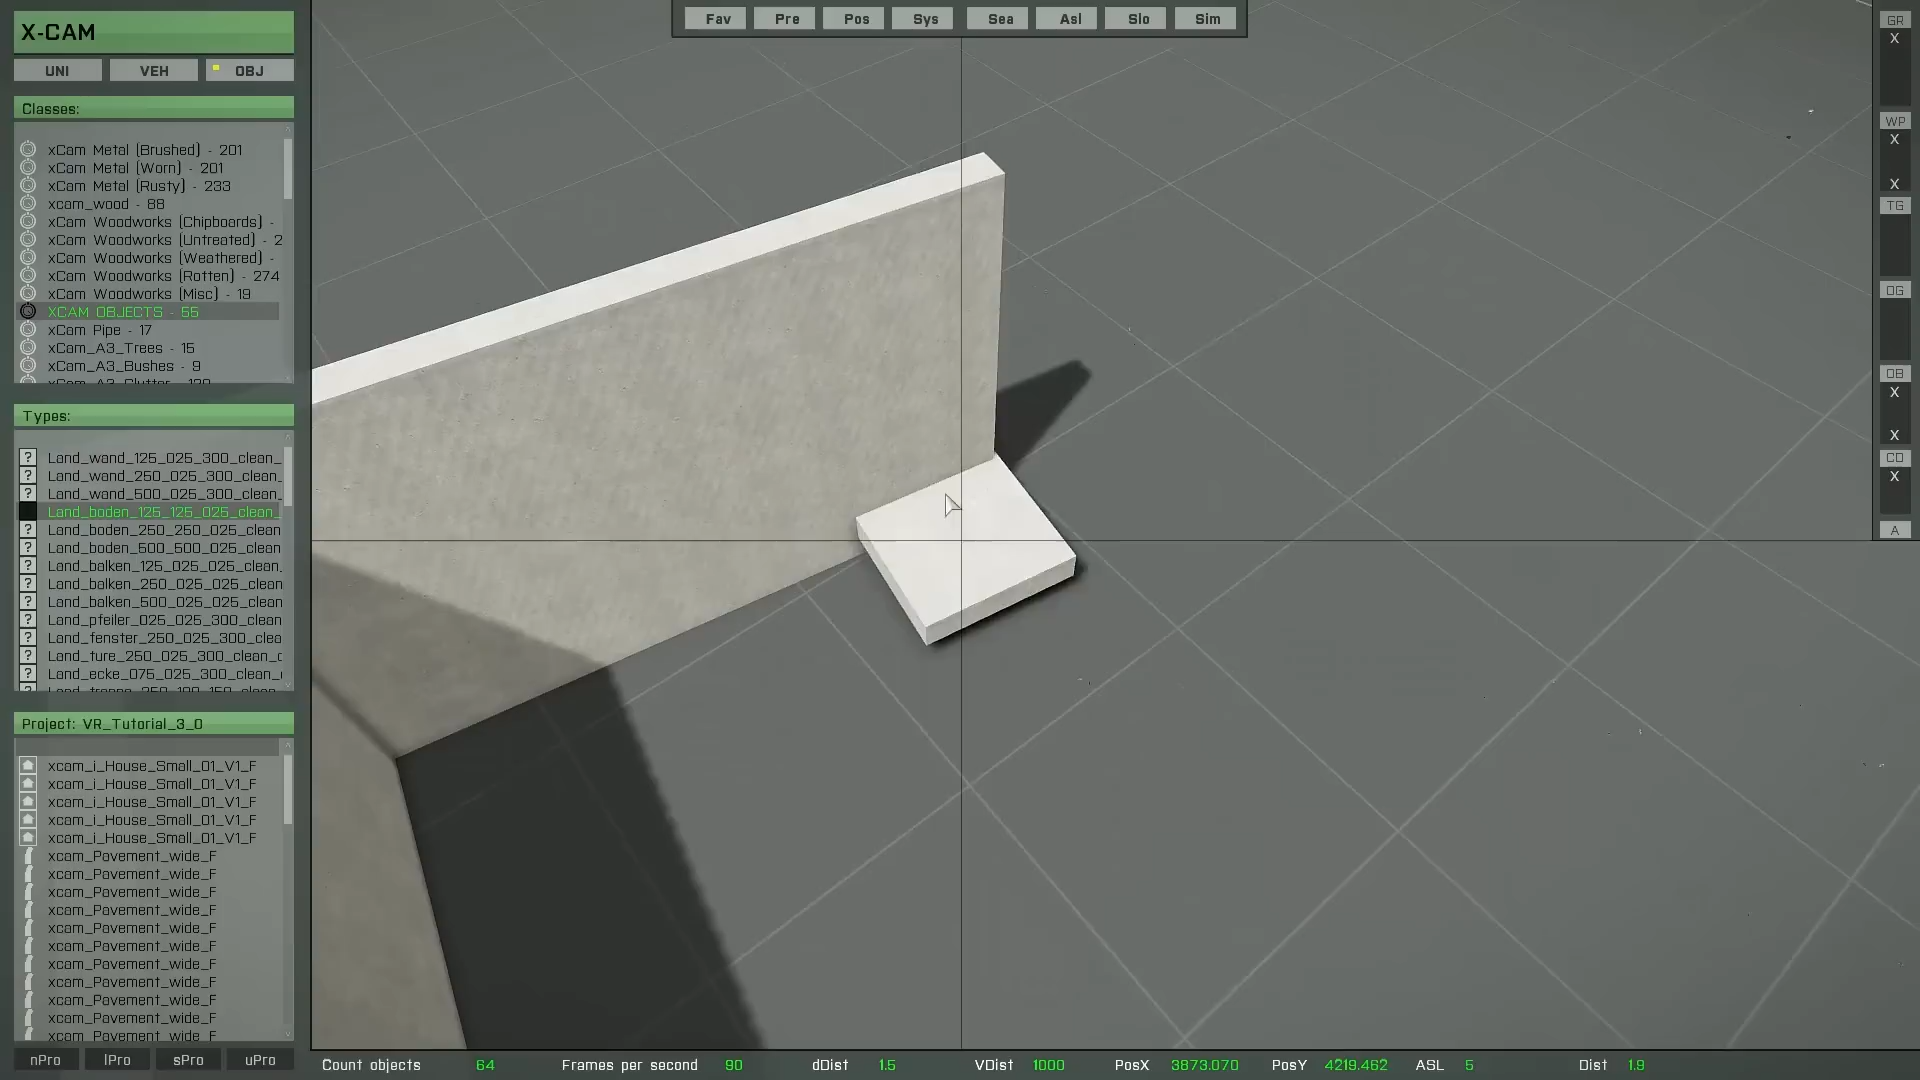 X-CAM
UNI VEH OBJ
Classes:
xCam Metal (Brushed) - 201
xCam Metal (Worn) - 201
xCam Metal (Rusty) - 233
xcam_wood - 88
xCam Woodworks (Chipboards) -
xCam Woodworks (Untreated) - 2
xCam Woodworks (Weathered) -
xCam Woodworks (Rotten) - 274
xCam Woodworks (Misc) - 19
XCAM OBJECTS - 55
xCam Pipe - 17
xCam_A3_Trees - 15
xCam_A3_Bushes - 9
Types:
? Land_wand_125_025_300_clean_
? Land_wand_250_025_300_clean_
? Land_wand_500_025_300_clean_
Land_boden_125_125_025_clean_
? Land_boden_250_250_025_clean
? Land_boden_500_500_025_clean
? Land_balken_125_025_025_clean_
? Land_balken_250_025_025_clean
? Land_balken_500_025_025_clean
? Land_pfeiler_025_025_300_clean
? Land_fenster_250_025_300_clea
? Land_ture_250_025_300_clean_c
? Land_ecke_075_025_300_clean_
Project: VR_Tutorial_3_0
xcam_i_House_Small_01_V1_F
xcam_i_House_Small_01_V1_F
xcam_i_House_Small_01_V1_F
xcam_i_House_Small_01_V1_F
xcam_i_House_Small_01_V1_F
xcam_Pavement_wide_F
xcam_Pavement_wide_F
xcam_Pavement_wide_F
xcam_Pavement_wide_F
xcam_Pavement_wide_F
xcam_Pavement_wide_F
xcam_Pavement_wide_F
xcam_Pavement_wide_F
xcam_Pavement_wide_F
xcam_Pavement_wide_F
xcam_Pavement_wide_F
nPro lPro sPro uPro
Fav Pre Pos Sys Sea Asl Slo Sim
GR
X
WP
X
X
TG
OG
OB
X
X
CO
X
A
Count objects 64 Frames per second 90 dDist 1.5 VDist 1000 PosX 3873.070 PosY 4219.462 ASL 5 Dist 1.9